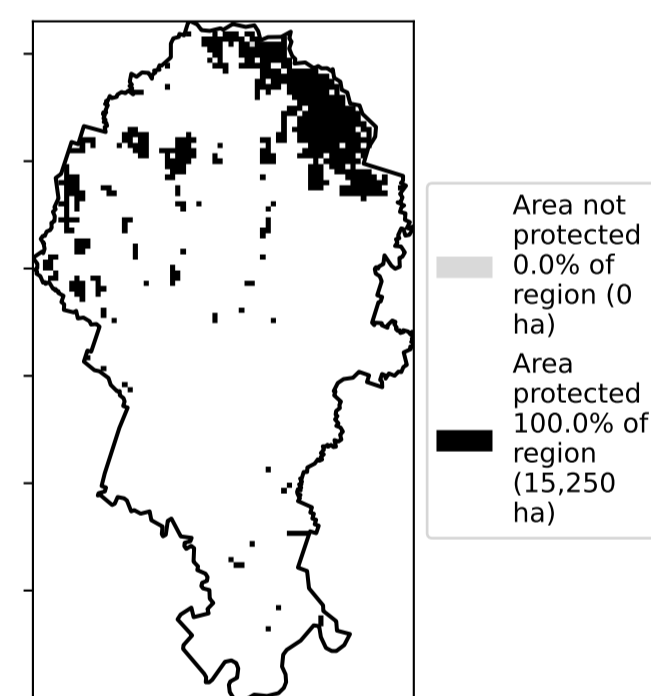 Area not
protected
0.0% of
region (0
ha)
Area
protected
100.0% of
region
(15,250
ha)